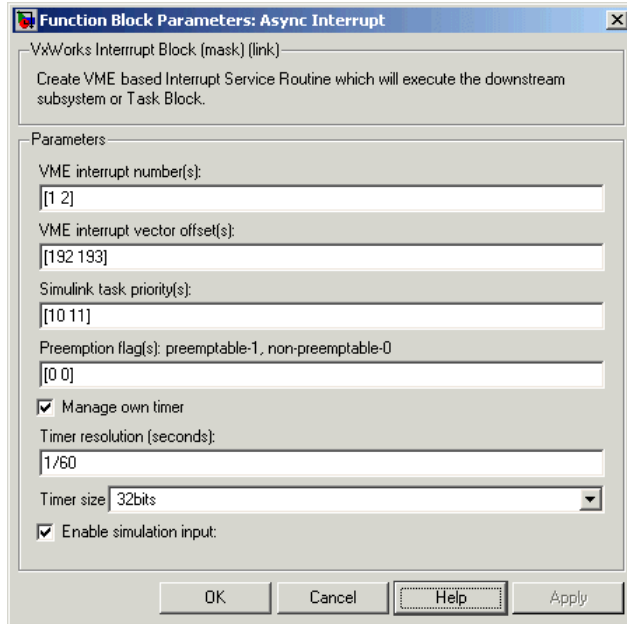 Function Block Parameters: Async Interrupt
VxWorks Interrrupt Block (mask) (link)
Create VME based Interrupt Service Routine which will execute the downstream
subsystem or Task Block.
Parameters
VME interrupt number(s):
[1 2]
VME interrupt vector offset(s):
[192 193]
Simulink task priority(s):
[10 11]
Preemption flag(s): preemptable-1, non-preemptable-0
[0 0]
Manage own timer
Timer resolution (seconds):
1/60
Timer size 32bits
Enable simulation input:
OK Cancel Help Apply